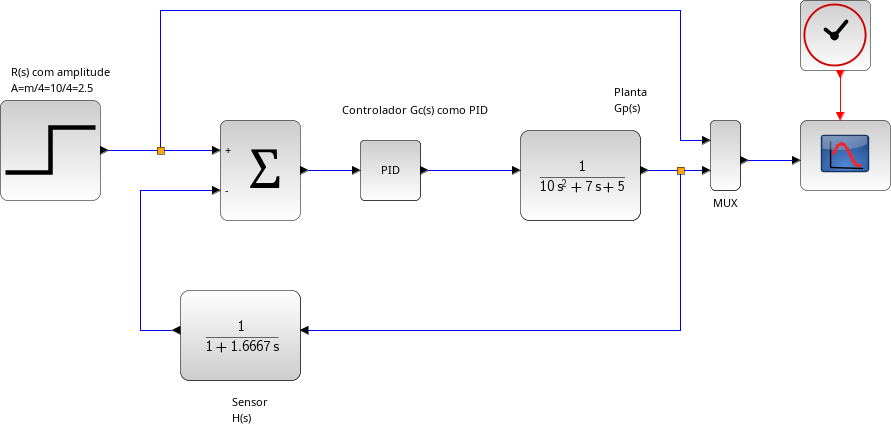 R(s) com amplitude
A=m/4=10/4=2.5
Planta
Gp(s)
Controlador Gc(s) como PID
+
-
Σ
PID
1
10 s² + 7 s + 5
MUX
1
1 + 1.6667 s
Sensor
H(s)